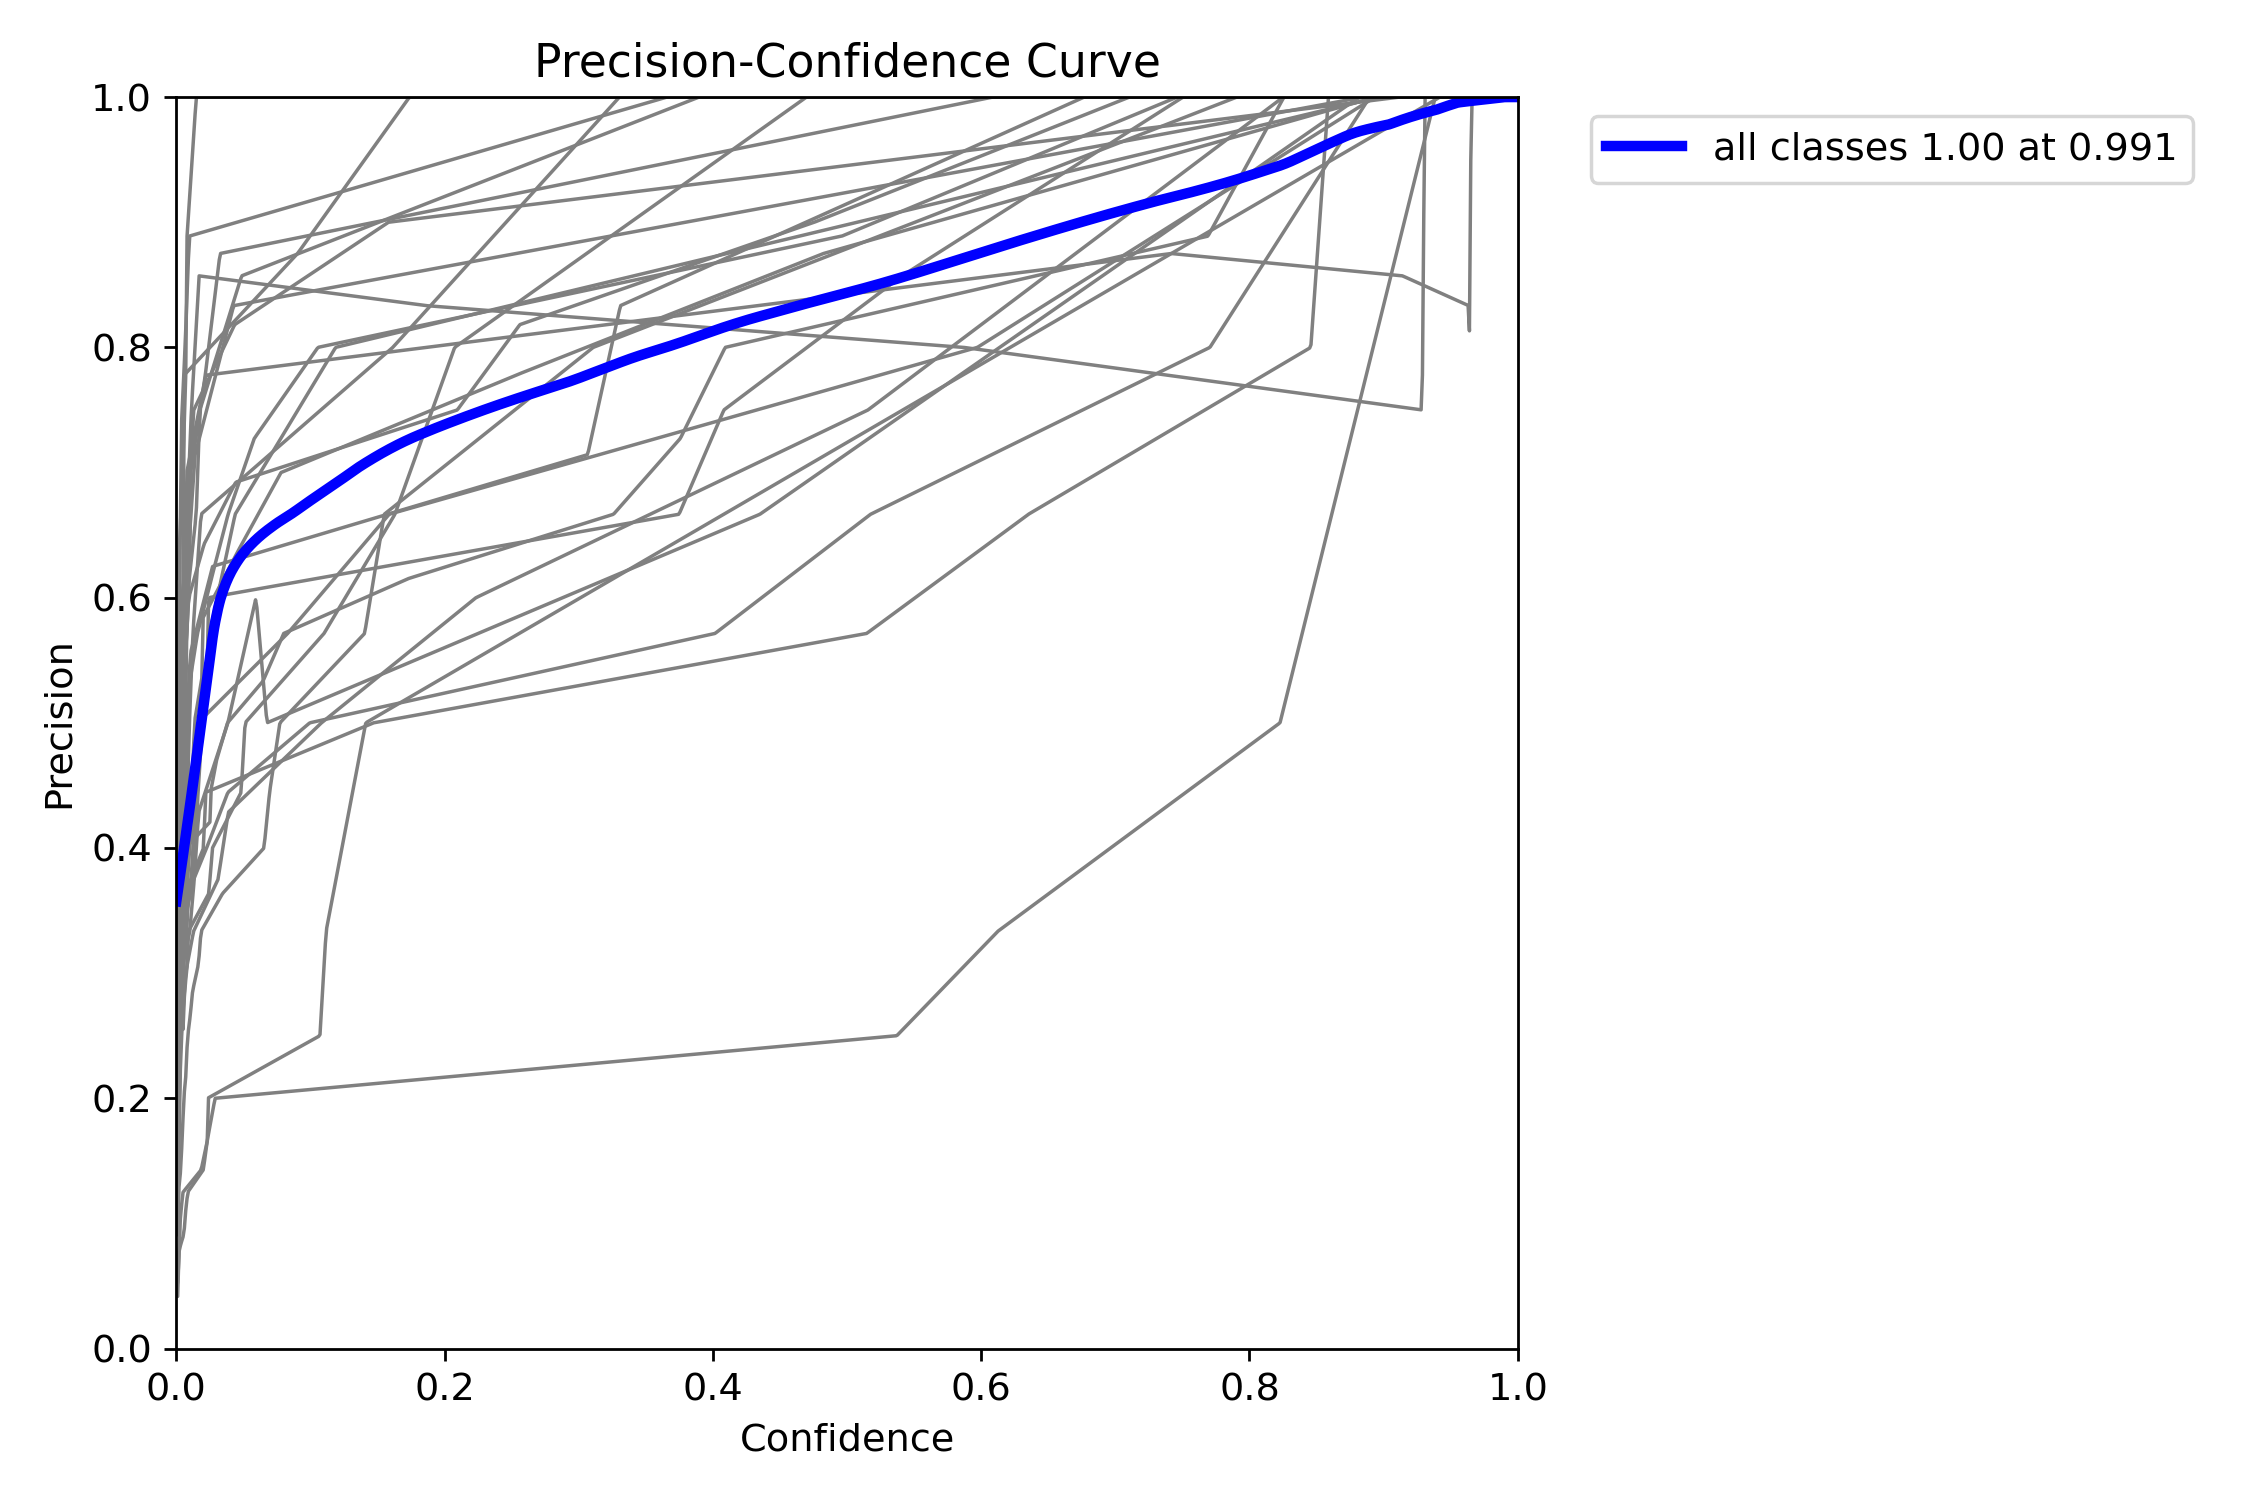 Precision-Confidence Curve
1.0
0.8
0.6
0.4
0.2
0.0
Precision
0.0 0.2 0.4 0.6 0.8 1.0
Confidence
all classes 1.00 at 0.991